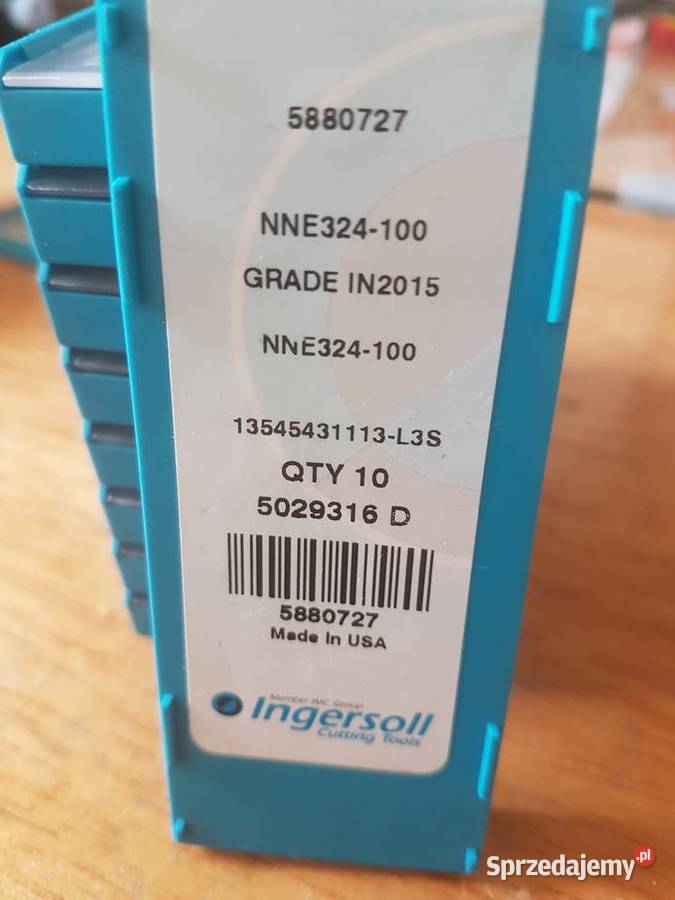 5880727
NNE324-100
GRADE IN2015
NNE324-100
13545431113-L3S
QTY 10
5029316 D
5880727
Made In USA
Member IMC Group
Ingersoll
Cutting Tools
Sprzedajemy.pl